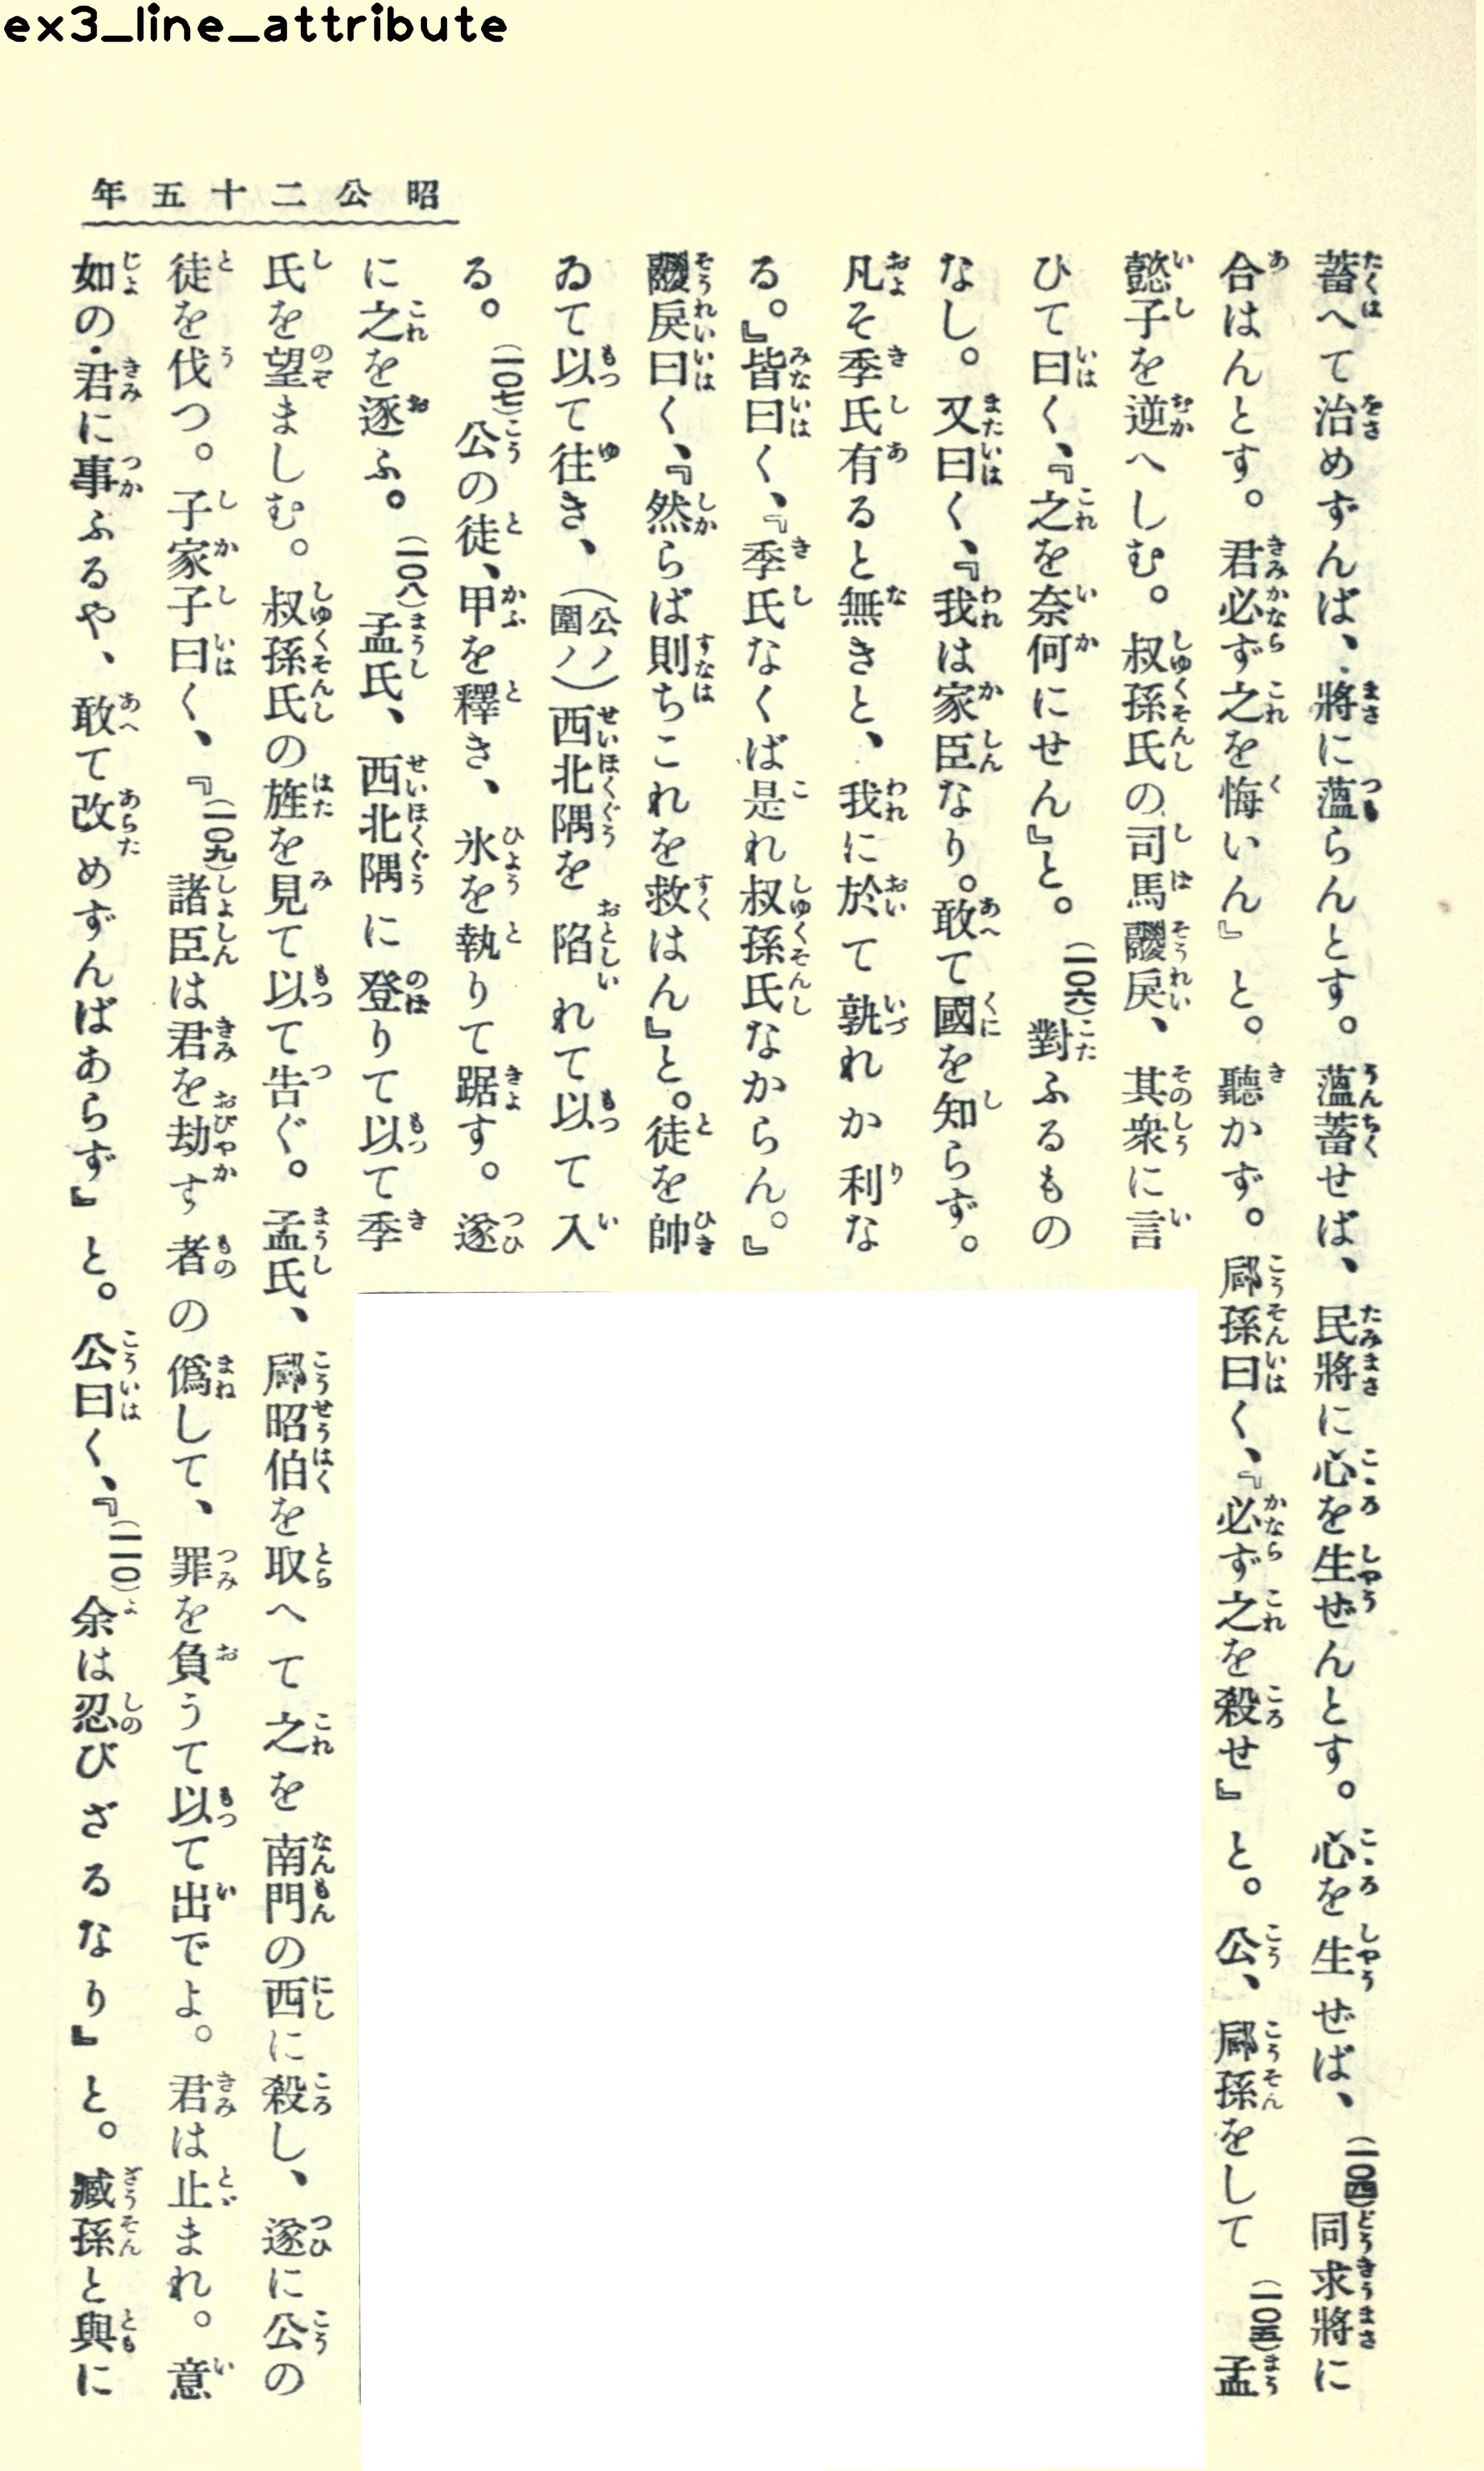 ex3_line_attribute
昭公二十五年
蓄へて治めずんば、將に薀らんとす。薀蓄せば、民將に心を生ぜんとす。心を生ぜば、(一〇四)同求將に
合はんとす。君必ず之を悔いん』と。聽かず。郈孫曰く、『必ず之を殺せ』と。公、郈孫をして(一〇五)孟
懿子を逆へしむ。叔孫氏の司馬鬷戾、其衆に言
ひて曰く、『之を奈何にせん』と。(一〇六)對ふるもの
なし。又曰く、『我は家臣なり。敢て國を知らず。
凡そ季氏有ると無きと、我に於て孰れか利な
る。』皆曰く、『季氏なくば是れ叔孫氏なからん。』
鬷戾曰く、『然らば則ちこれを救はん』と。徒を帥
ゐて以て往き、(公ノ圍ノ)西北隅を陷れて以て入
る。(一〇七)公の徒、甲を釋き、氷を執りて踞す。遂
に之を逐ふ。(一〇八)孟氏、西北隅に登りて以て季
氏を望ましむ。叔孫氏の旌を見て以て告ぐ。孟氏、郈昭伯を取へて之を南門の西に殺し、遂に公の
徒を伐つ。子家子曰く、『(一〇九)諸臣は君を劫す者の僞して、罪を負うて以て出でよ。君は止まれ。意
如の君に事ふるや、敢て改めずんばあらず』と。公曰く、『(一一〇)余は忍びざるなり』と。臧孫と與に